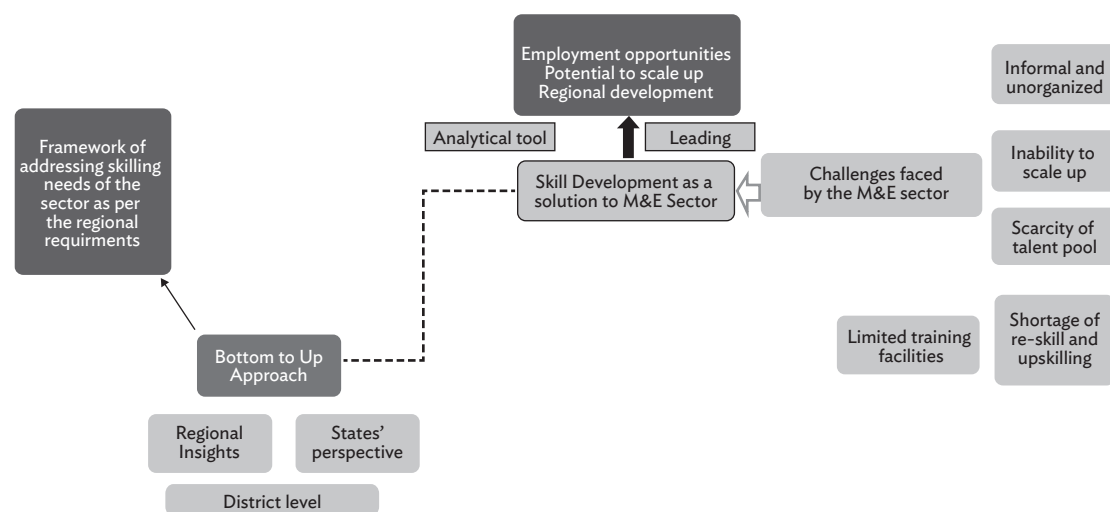 Employment opportunities
Potential to scale up
Regional development
Informal and
unorganized
Framework of
addressing skilling
needs of the
sector as per
the regional
requirments
Analytical tool
Leading
Inability to
scale up
Skill Development as a
solution to M&E Sector
Challenges faced
by the M&E sector
Scarcity of
talent pool
Limited training
facilities
Shortage of
re-skill and
upskilling
Bottom to Up
Approach
Regional
Insights
States’
perspective
District level